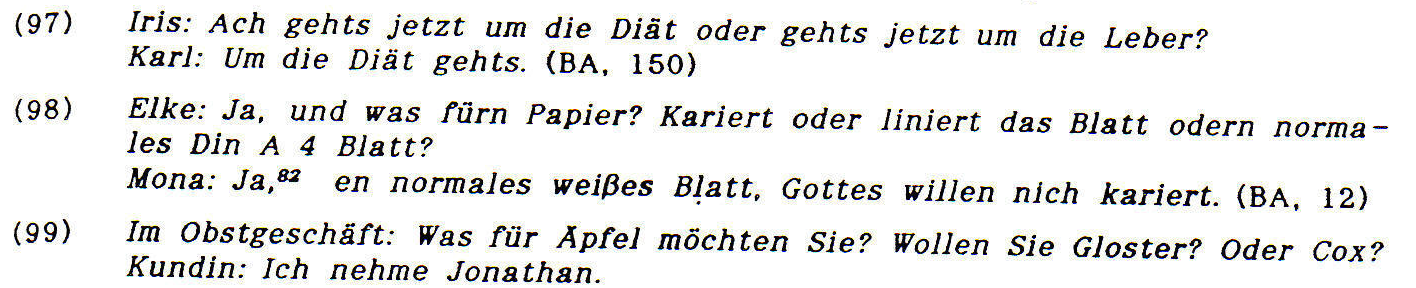 (97) Iris: Ach gehts jetzt um die Diät oder gehts jetzt um die Leber?
Karl: Um die Diät gehts. (BA, 150)
(98) Elke: Ja, und was fürn Papier? Kariert oder liniert das Blatt odern norma-
les Din A 4 Blatt?
Mona: Ja,⁸² en normales weißes Blatt, Gottes willen nich kariert. (BA, 12)
(99) Im Obstgeschäft: Was für Äpfel möchten Sie? Wollen Sie Gloster? Oder Cox?
Kundin: Ich nehme Jonathan.